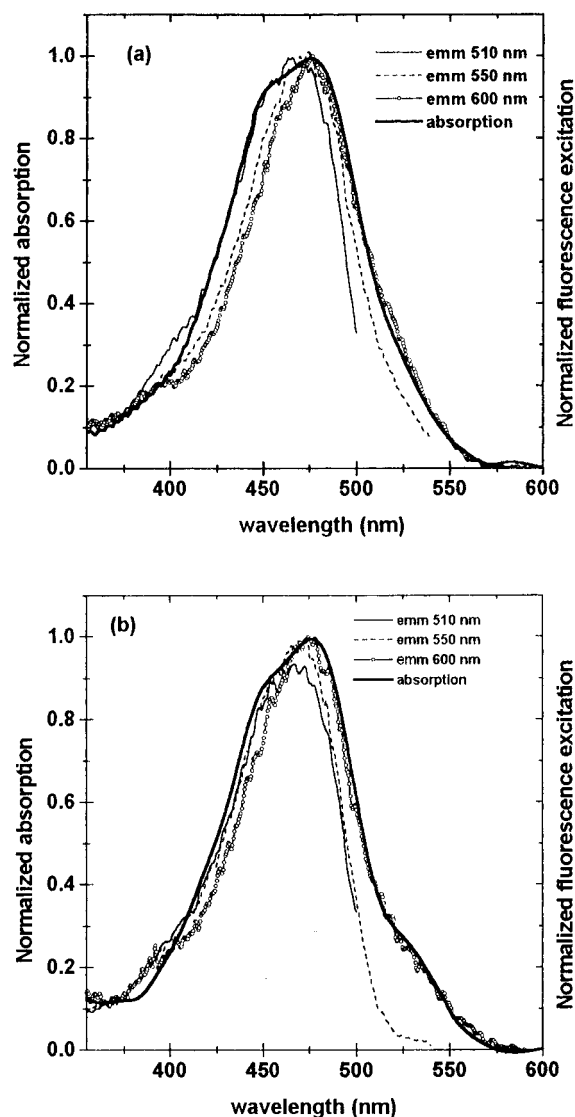 (a)
emm 510 nm
emm 550 nm
emm 600 nm
absorption
Normalized absorption
Normalized fluorescence excitation
1.0
0.8
0.6
0.4
0.2
0.0
400 450 500 550 600
wavelength (nm)
(b)
emm 510 nm
emm 550 nm
emm 600 nm
absorption
Normalized absorption
Normalized fluorescence excitation
1.0
0.8
0.6
0.4
0.2
0.0
400 450 500 550 600
wavelength (nm)